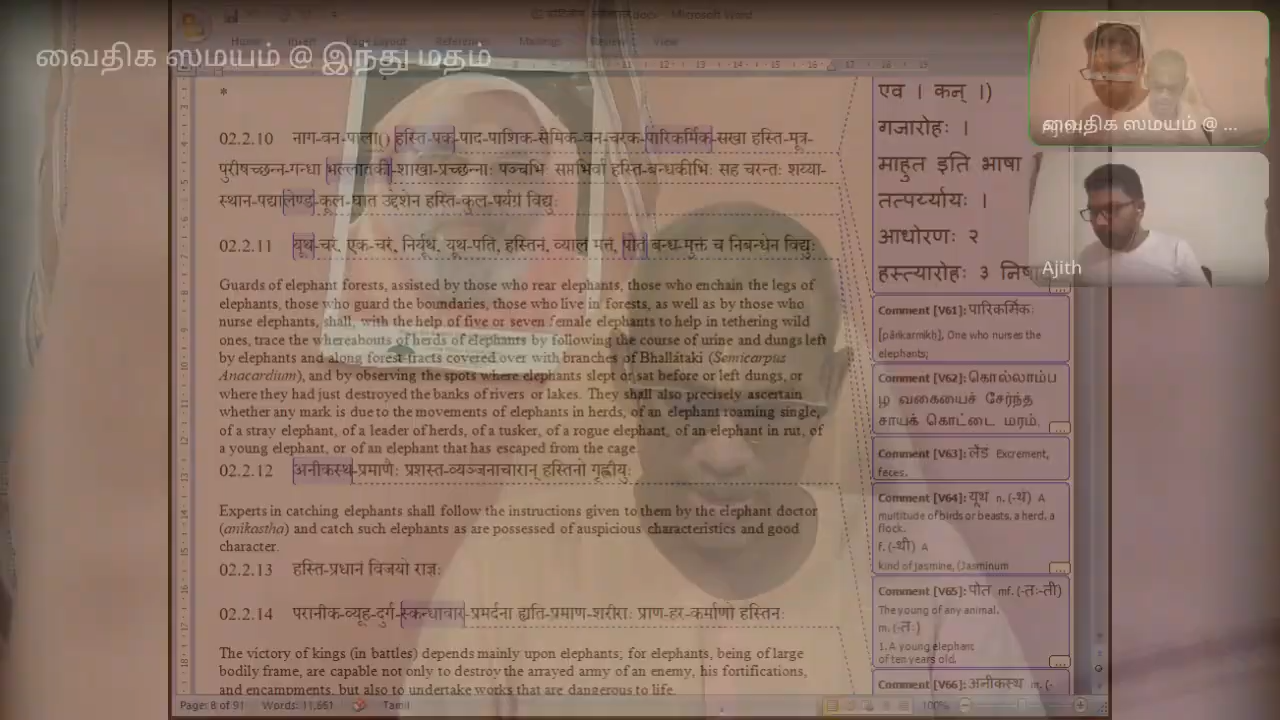 வைதிக ஸமயம் @ இந்து மதம்
Microsoft Word
Home Insert Page Layout References Mailings Review View
*
02.2.10 नाग-वन-पाला() हस्ति-पक-पाद-पाशिक-सैमिक-वन-चरक-पारिकर्मिक-सखा हस्ति-मूत्र-
पुरीषच्छन्न-गन्धा भल्लातकी-शाखा-प्रच्छन्नाः पञ्चभिः सप्तभिर्वा हस्ति-बन्धकीभिः सह चरन्तः शय्या-
स्थान-पद्या-लेण्ड-कूल-घात उद्देशेन हस्ति-कुल-पर्यग्रं विद्युः
02.2.11 यूथ-चरं, एक-चरं, निर्यूथं, यूथ-पतिं, हस्तिनं, व्यालं मत्तं, पोतं बन्ध-मुक्तं च निबन्धेन विद्युः
Guards of elephant forests, assisted by those who rear elephants, those who enchain the legs of
elephants, those who guard the boundaries, those who live in forests, as well as by those who
nurse elephants, shall, with the help of five or seven female elephants to help in tethering wild
ones, trace the whereabouts of herds of elephants by following the course of urine and dungs left
by elephants and along forest-tracts covered over with branches of Bhallátaki (Semicarpus
Anacardium), and by observing the spots where elephants slept or sat before or left dungs, or
where they had just destroyed the banks of rivers or lakes. They shall also precisely ascertain
whether any mark is due to the movements of elephants in herds, of an elephant roaming single,
of a stray elephant, of a leader of herds, of a tusker, of a rogue elephant, of an elephant in rut, of
a young elephant, or of an elephant that has escaped from the cage.
02.2.12 अनीकस्थ-प्रमाणैः प्रशस्त-व्यञ्जनाचारान् हस्तिनो गृह्णीयुः
Experts in catching elephants shall follow the instructions given to them by the elephant doctor
(aníkastha) and catch such elephants as are possessed of auspicious characteristics and good
character.
02.2.13 हस्ति-प्रधानं विजयो राज्ञः
02.2.14 परानीक-व्यूह-दुर्ग-स्कन्धावार-प्रमर्दना ह्यति-प्रमाण-शरीराः प्राण-हर-कर्माणो हस्तिनः
The victory of kings (in battles) depends mainly upon elephants; for elephants, being of large
bodily frame, are capable not only to destroy the arrayed army of an enemy, his fortifications,
and encampments, but also to undertake works that are dangerous to life.
एव । कन् ।)
गजारोहः ।
माहुत इति भाषा
तत्पर्य्यायः ।
आधोरणः २
हस्त्यारोहः ३
Comment [V61]: पारिकर्मिकः
[pārikarmikḥ], One who nurses the
elephants;
Comment [V62]: கொல்லாம்ப
ழ வகையைச் சேர்ந்த
சாயக் கொட்டை மரம்.
Comment [V63]: लेंड Excrement,
feces.
Comment [V64]: यूथ n. (-थं) A
multitude of birds or beasts, a herd, a
flock.
f. (-थी) A
kind of jasmine, (Jasminum
Comment [V65]: पोत mf. (-तः-ती)
The young of any animal.
m. (-तः)
1. A young elephant
of ten years old.
Comment [V66]: अनीकस्थ m. (-
வைதிக ஸமயம் @ ...
Ajith
Page: 8 of 91 Words: 11,661 Tamil 100%